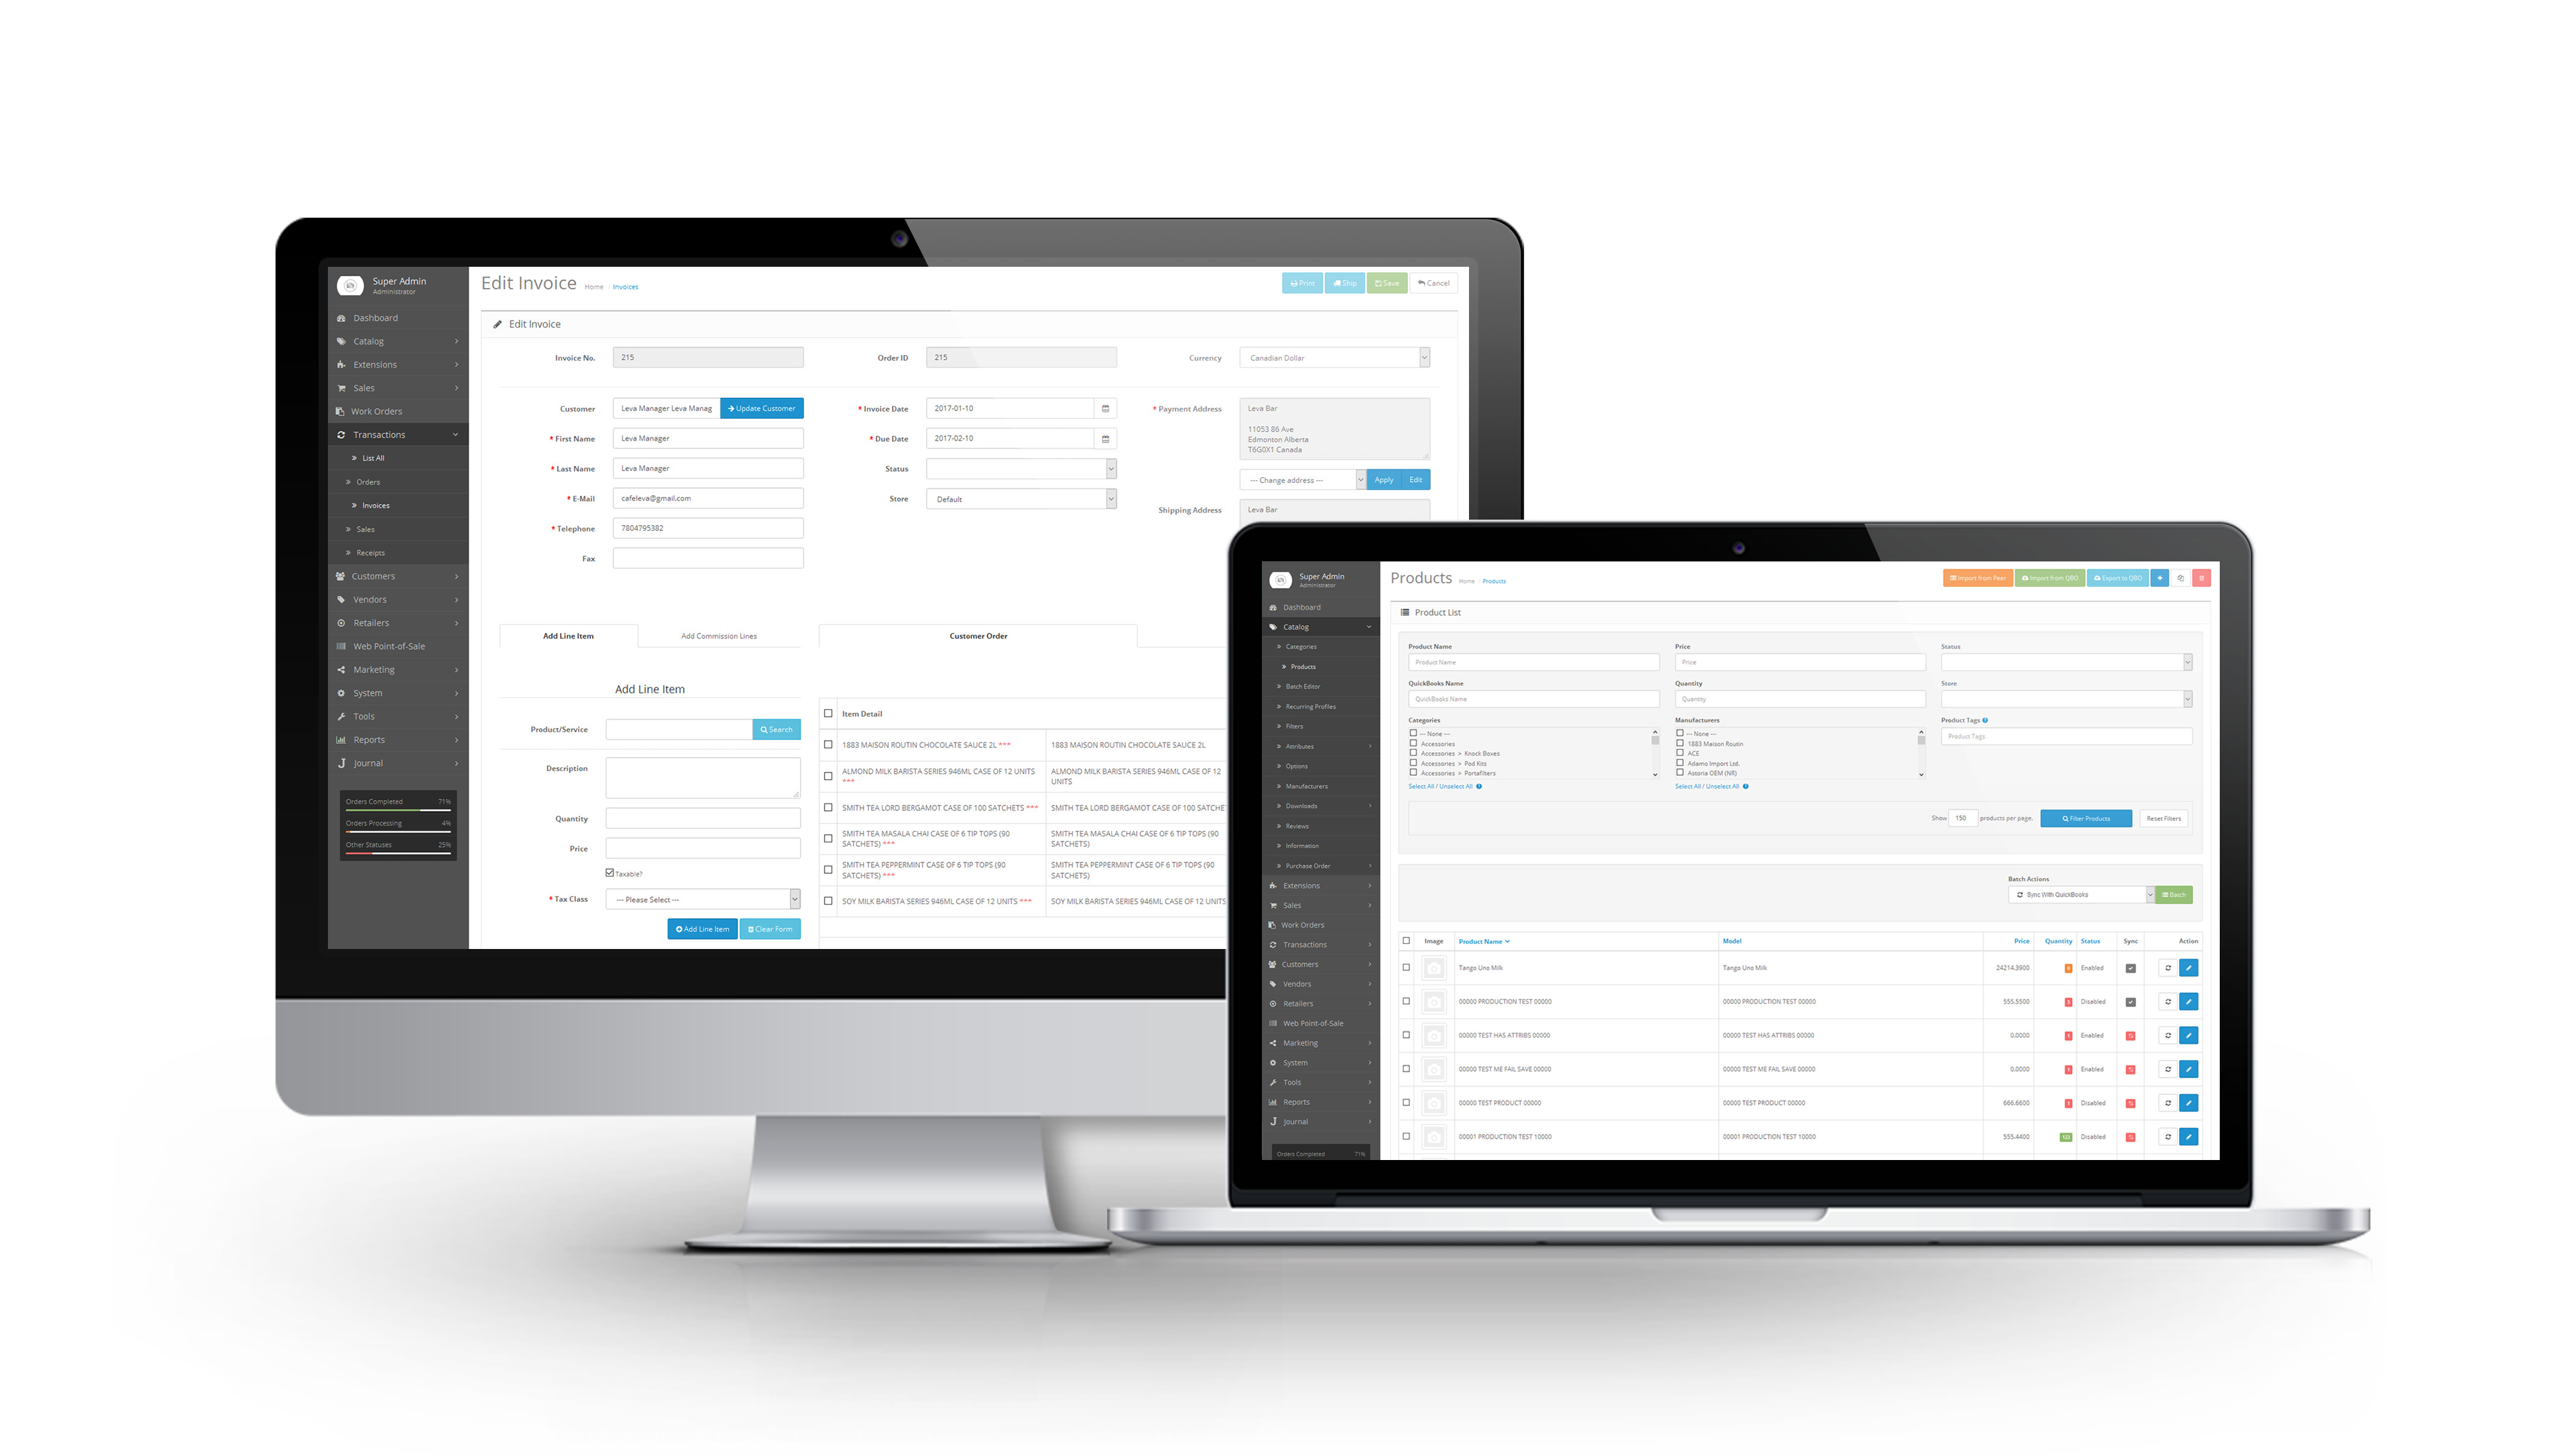 Super Admin
Administrator
Dashboard
Catalog
Extensions
Sales
Work Orders
Transactions
List All
Orders
Invoices
Sales
Receipts
Customers
Vendors
Retailers
Web Point-of-Sale
Marketing
System
Tools
Reports
Journal
Orders Completed 71%
Orders Processing 4%
Other Statuses 25%
Edit Invoice Home / Invoices
Print Ship Save Cancel
Edit Invoice
Invoice No. 215 Order ID 215 Currency Canadian Dollar
Customer Leva Manager Leva Manag Update Customer
* First Name Leva Manager
* Last Name Leva Manager
* E-Mail cafeleva@gmail.com
* Telephone 7804795382
Fax
* Invoice Date 2017-01-10
* Due Date 2017-02-10
Status
Store Default
* Payment Address Leva Bar
11053 86 Ave
Edmonton Alberta
T6G0X1 Canada
--- Change address --- Apply Edit
Shipping Address Leva Bar
Add Line Item Add Commission Lines Customer Order
Add Line Item
Product/Service Search
Description
Quantity
Price
Taxable?
* Tax Class --- Please Select ---
Add Line Item Clear Form
Item Detail
1883 MAISON ROUTIN CHOCOLATE SAUCE 2L *** 1883 MAISON ROUTIN CHOCOLATE SAUCE 2L
ALMOND MILK BARISTA SERIES 946ML CASE OF 12 UNITS ALMOND MILK BARISTA SERIES 946ML CASE OF 12
*** UNITS
SMITH TEA LORD BERGAMOT CASE OF 100 SATCHETS *** SMITH TEA LORD BERGAMOT CASE OF 100 SATCHE
SMITH TEA MASALA CHAI CASE OF 6 TIP TOPS (90 SMITH TEA MASALA CHAI CASE OF 6 TIP TOPS (90
SATCHETS) *** SATCHETS)
SMITH TEA PEPPERMINT CASE OF 6 TIP TOPS (90 SMITH TEA PEPPERMINT CASE OF 6 TIP TOPS (90
SATCHETS) *** SATCHETS)
SOY MILK BARISTA SERIES 946ML CASE OF 12 UNITS *** SOY MILK BARISTA SERIES 946ML CASE OF 12 UNITS
Super Admin
Administrator
Dashboard
Catalog
Categories
Products
Batch Editor
Recurring Profiles
Filters
Attributes
Options
Manufacturers
Downloads
Reviews
Information
Purchase Order
Extensions
Sales
Work Orders
Transactions
Customers
Vendors
Retailers
Web Point-of-Sale
Marketing
System
Tools
Reports
Journal
Orders Completed 71%
Products Home / Products
Import from Peer Import from QBO Export to QBO
Product List
Product Name Price Status
Product Name Price
QuickBooks Name Quantity Store
QuickBooks Name Quantity
Categories Manufacturers Product Tags
--- None --- --- None --- Product Tags
Accessories 1883 Maison Routin
Accessories > Knock Boxes ACE
Accessories > Pod Kits Adamo Import Ltd.
Accessories > Portafilters Astoria OEM (NR)
Select All / Unselect All Select All / Unselect All
Show 150 products per page. Filter Products Reset Filters
Batch Actions
Sync With QuickBooks Batch
Image Product Name Model Price Quantity Status Sync Action
Tango Uno Milk Tango Uno Milk 24214.3900 Enabled
00000 PRODUCTION TEST 00000 00000 PRODUCTION TEST 00000 555.5500 Disabled
00000 TEST HAS ATTRIBS 00000 00000 TEST HAS ATTRIBS 00000 0.0000 Enabled
00000 TEST ME FAIL SAVE 00000 00000 TEST ME FAIL SAVE 00000 0.0000 Enabled
00000 TEST PRODUCT 00000 00000 TEST PRODUCT 00000 666.6600 Disabled
00001 PRODUCTION TEST 10000 00001 PRODUCTION TEST 10000 555.4400 123 Disabled